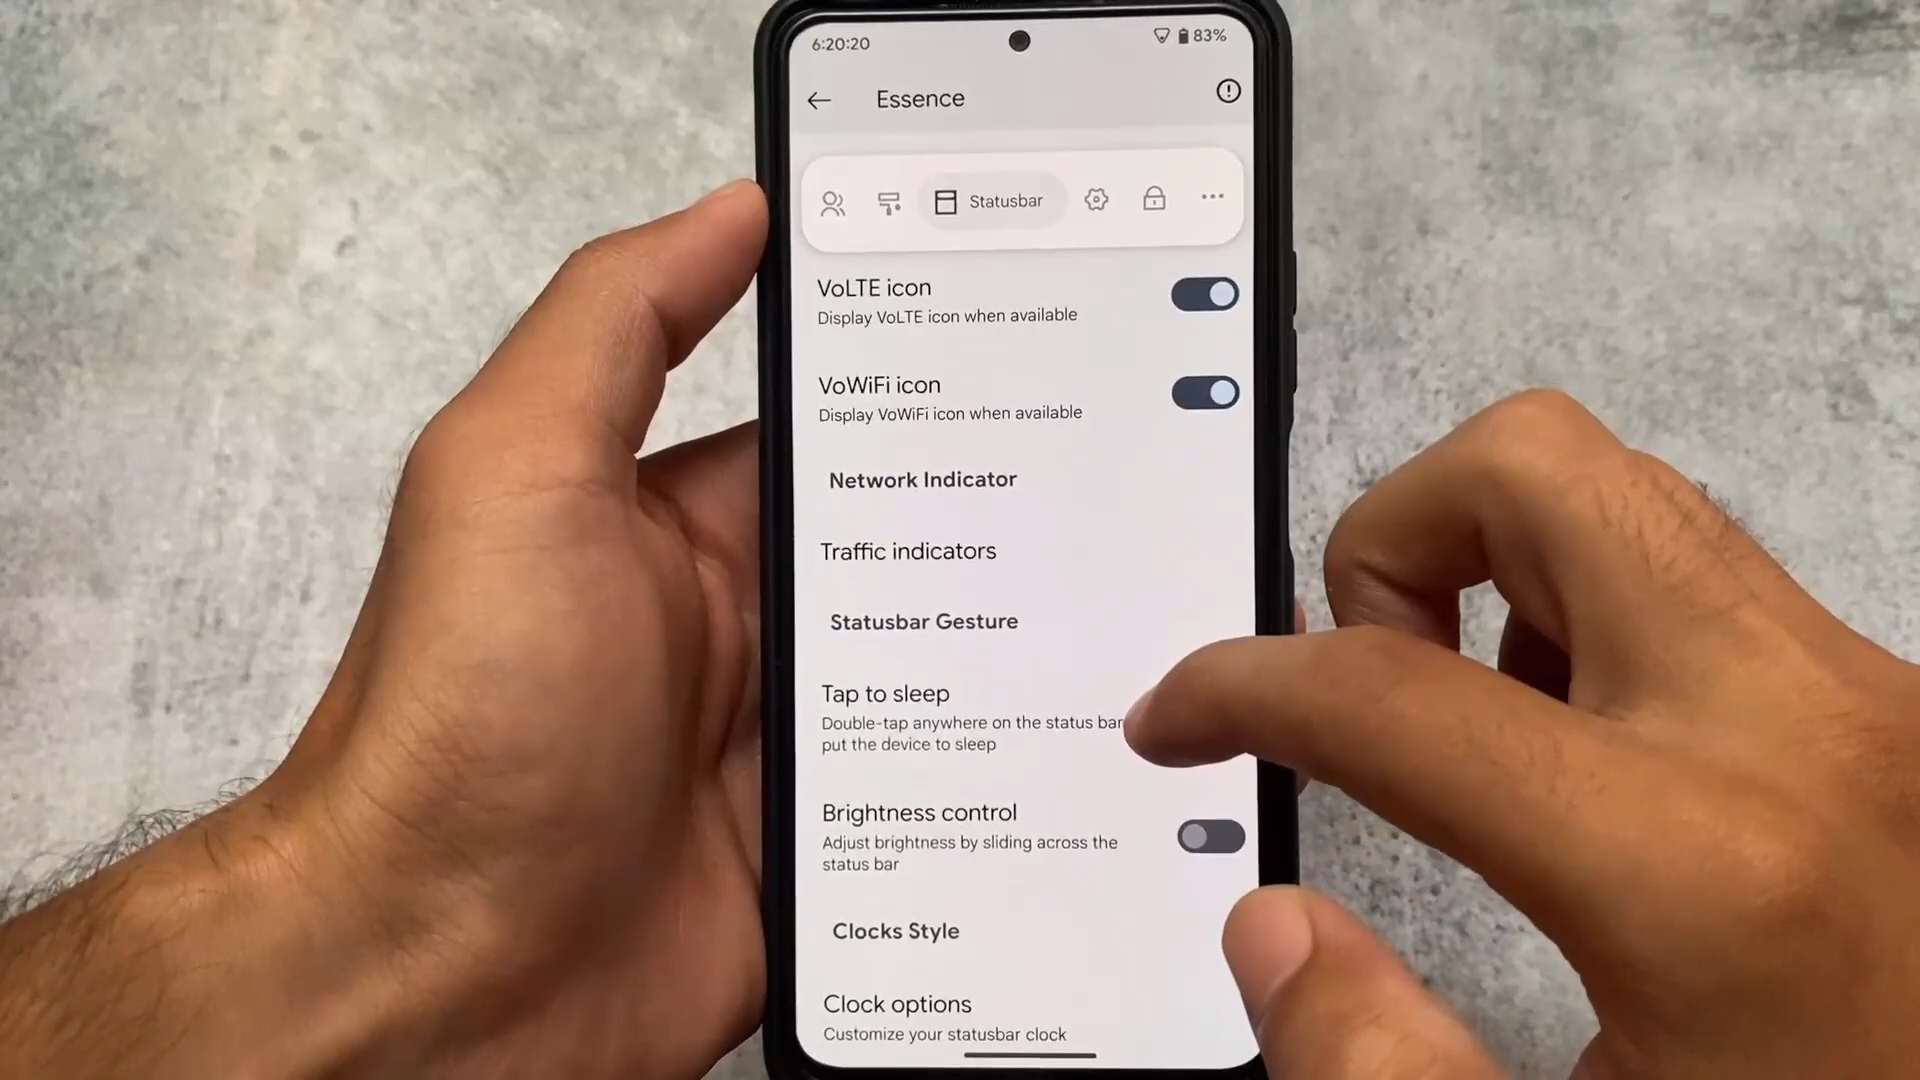 6:20:20
83%
Essence
Statusbar
VoLTE icon
Display VoLTE icon when available
VoWiFi icon
Display VoWiFi icon when available
Network Indicator
Traffic indicators
Statusbar Gesture
Tap to sleep
Double-tap anywhere on the status bar
put the device to sleep
Brightness control
Adjust brightness by sliding across the
status bar
Clocks Style
Clock options
Customize your statusbar clock